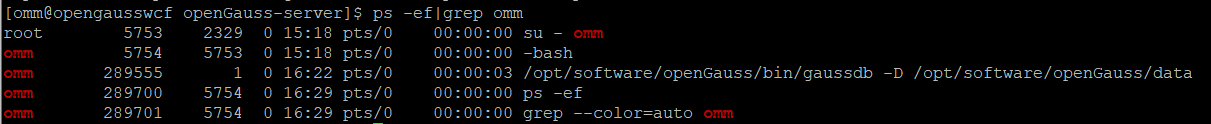 [omm@opengausswcf openGauss-server]$ ps -ef|grep omm
root        5753    2329  0 15:18 pts/0    00:00:00 su - omm
omm         5754    5753  0 15:18 pts/0    00:00:00 -bash
omm       289555       1  0 16:22 pts/0    00:00:03 /opt/software/openGauss/bin/gaussdb -D /opt/software/openGauss/data
omm       289700    5754  0 16:29 pts/0    00:00:00 ps -ef
omm       289701    5754  0 16:29 pts/0    00:00:00 grep --color=auto omm